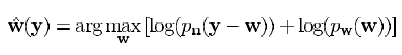 ŵ(y) = arg max_w [log(p_n(y − w)) + log(p_w(w))]